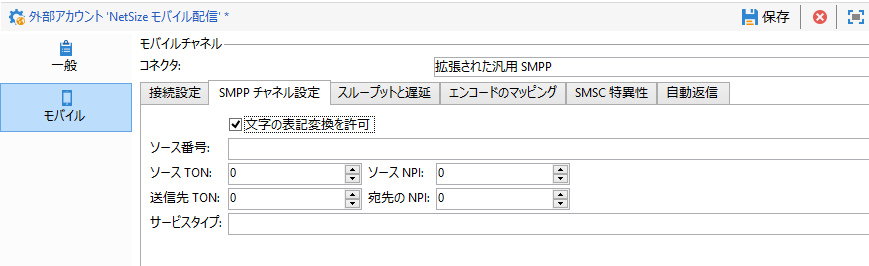 外部アカウント 'NetSize モバイル配信' *
保存
一般
モバイル
モバイルチャネル
コネクタ: 拡張された汎用 SMPP
接続設定 SMPP チャネル設定 スループットと遅延 エンコードのマッピング SMSC 特異性 自動返信
文字の表記変換を許可
ソース番号:
ソース TON: 0 ソース NPI: 0
送信先 TON: 0 宛先の NPI: 0
サービスタイプ: